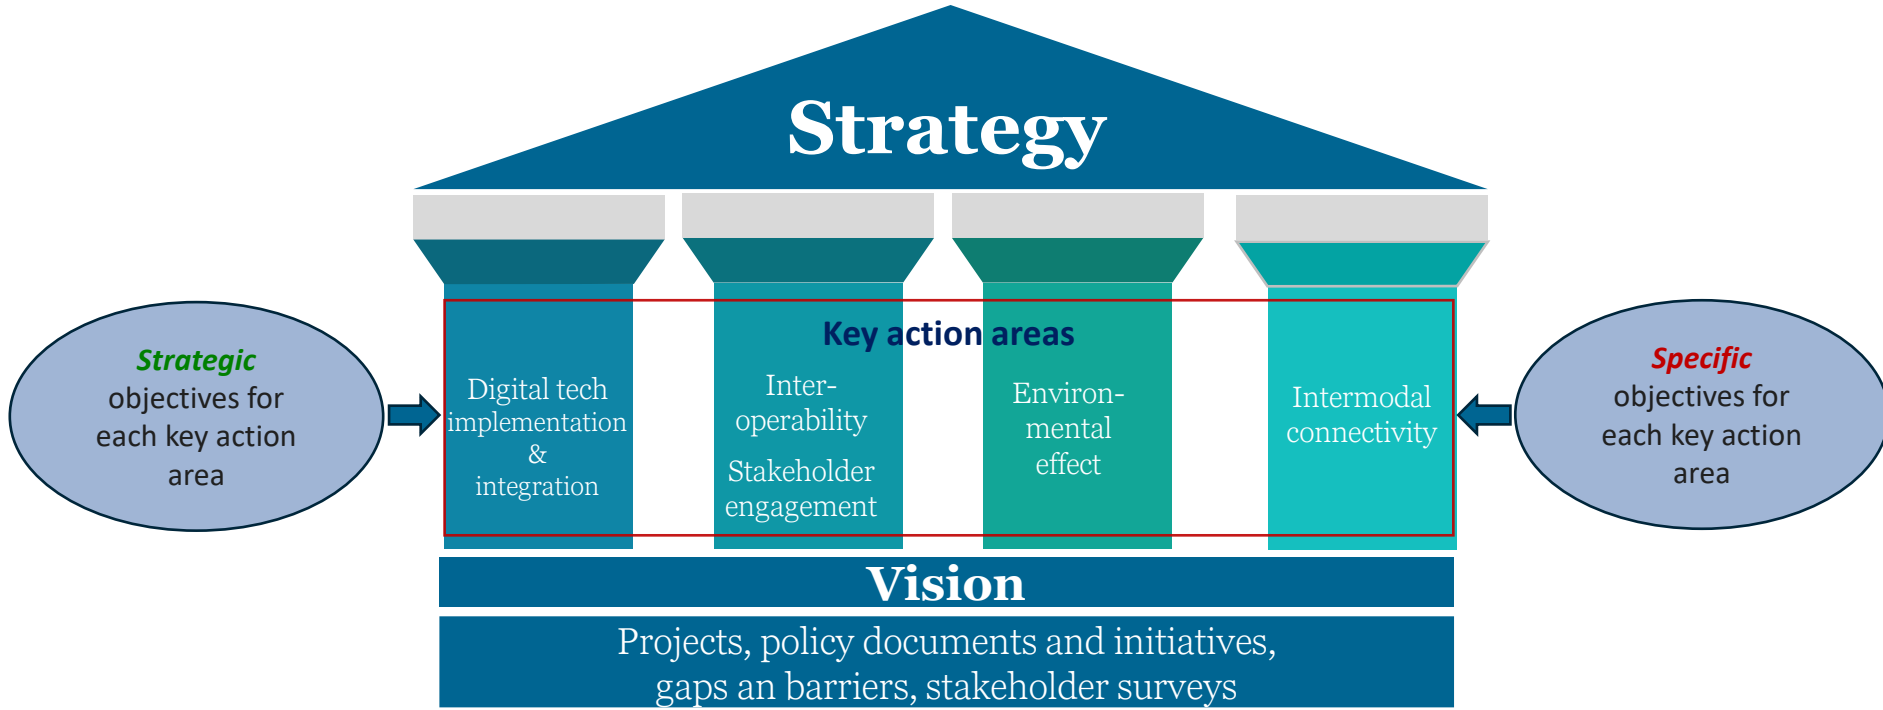 Strategy
Key action areas
Strategic
objectives for
each key action
area
Digital tech
implementation
&
integration
Inter-
operability
Stakeholder
engagement
Environ-
mental
effect
Intermodal
connectivity
Specific
objectives for
each key action
area
Vision
Projects, policy documents and initiatives,
gaps an barriers, stakeholder surveys